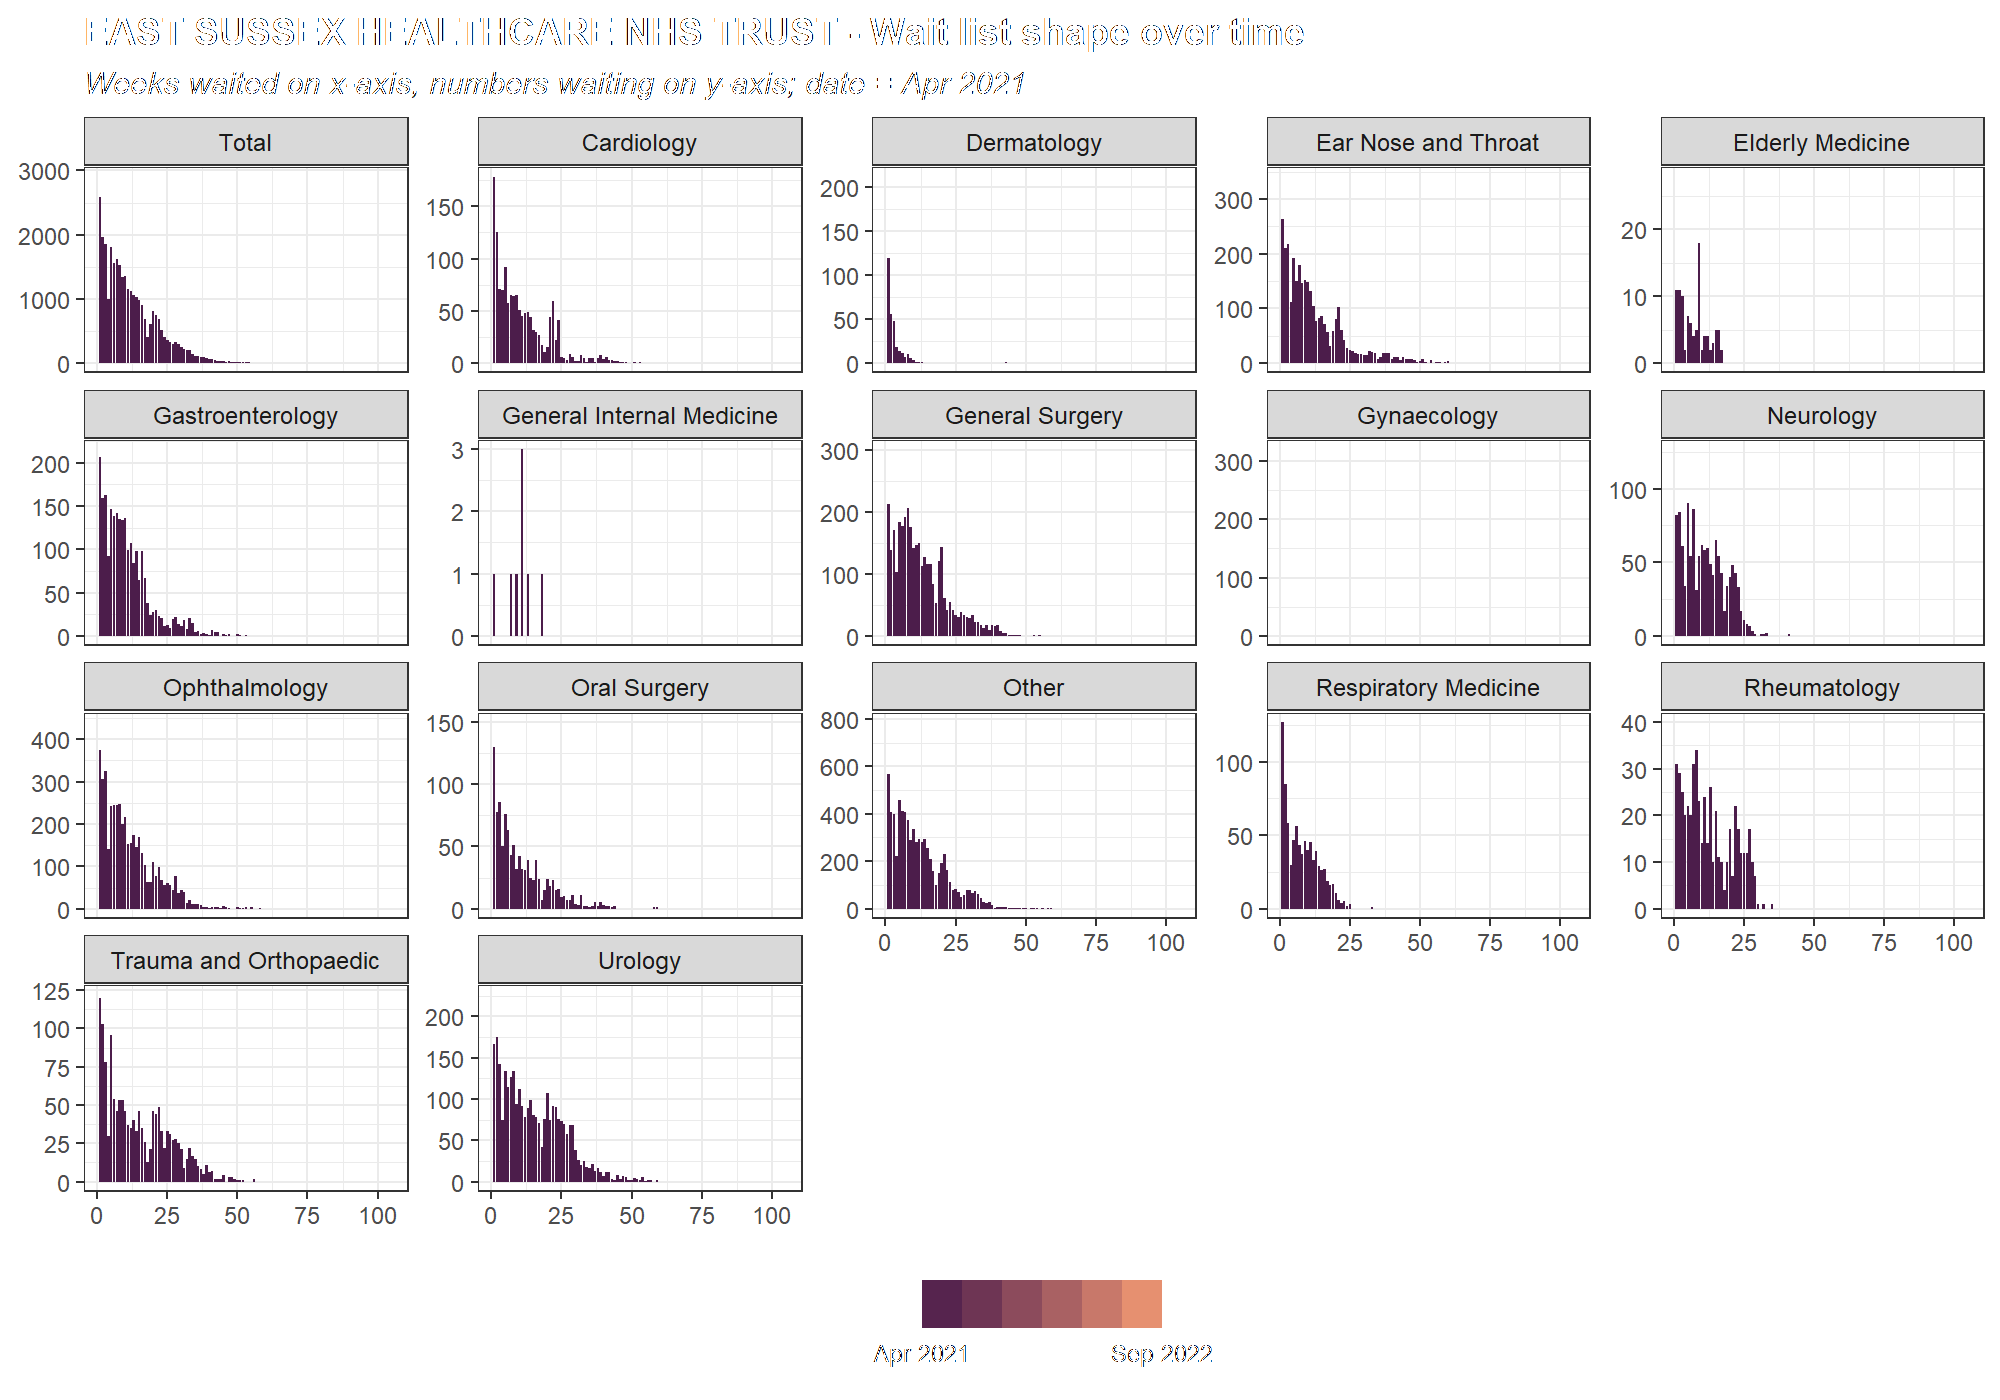 EAST SUSSEX HEALTHCARE NHS TRUST - Wait list shape over time
Weeks waited on x-axis, numbers waiting on y-axis; date = Apr 2021
Total
3000
2000
1000
0
Cardiology
150
100
50
0
Dermatology
200
150
100
50
0
Ear Nose and Throat
300
200
100
0
Elderly Medicine
20
10
0
Gastroenterology
200
150
100
50
0
General Internal Medicine
3
2
1
0
General Surgery
300
200
100
0
Gynaecology
300
200
100
0
Neurology
100
50
0
Ophthalmology
400
300
200
100
0
Oral Surgery
150
100
50
0
Other
800
600
400
200
0
0 25 50 75 100
Respiratory Medicine
100
50
0
0 25 50 75 100
Rheumatology
40
30
20
10
0
0 25 50 75 100
Trauma and Orthopaedic
125
100
75
50
25
0
0 25 50 75 100
Urology
200
150
100
50
0
0 25 50 75 100
Apr 2021 Sep 2022